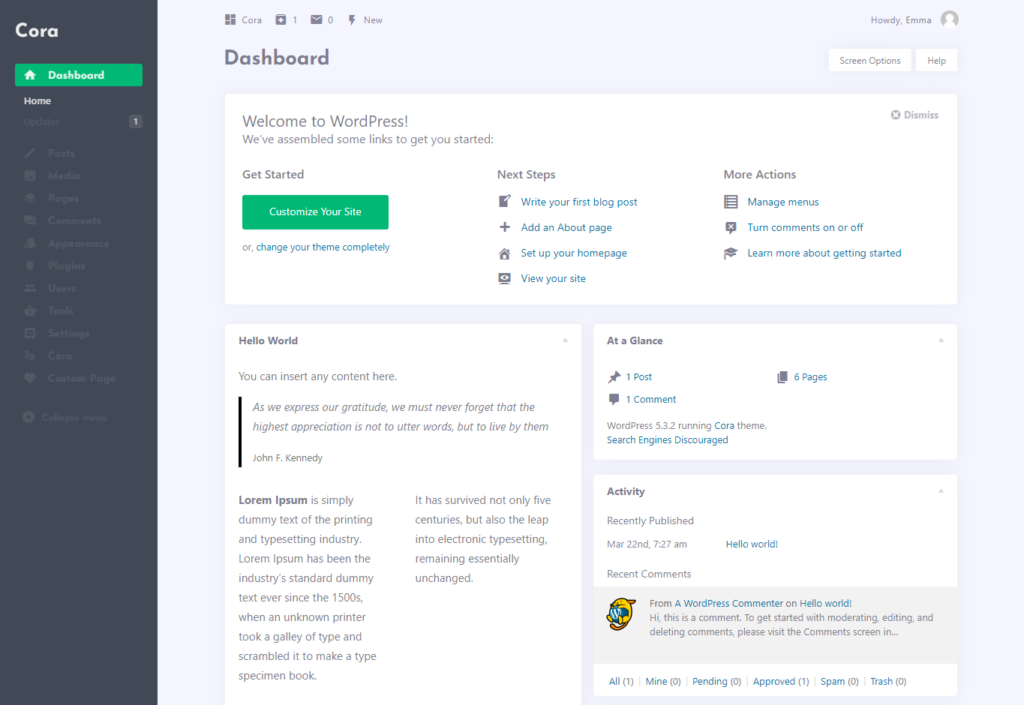 Cora
Dashboard
Home
Updates 1
Posts
Media
Pages
Comments
Appearance
Plugins
Users
Tools
Settings
Cora
Custom Page
Collapse menu
Cora 1 0 New
Howdy, Emma
Dashboard
Screen Options Help
Welcome to WordPress!
Dismiss
We've assembled some links to get you started:
Get Started
Customize Your Site
or, change your theme completely
Next Steps
Write your first blog post
Add an About page
Set up your homepage
View your site
More Actions
Manage menus
Turn comments on or off
Learn more about getting started
Hello World
You can insert any content here.
As we express our gratitude, we must never forget that the
highest appreciation is not to utter words, but to live by them
John F. Kennedy
Lorem Ipsum is simply
dummy text of the printing
and typesetting industry.
Lorem Ipsum has been the
industry's standard dummy
text ever since the 1500s,
when an unknown printer
took a galley of type and
scrambled it to make a type
specimen book.
It has survived not only five
centuries, but also the leap
into electronic typesetting,
remaining essentially
unchanged.
At a Glance
1 Post 6 Pages
1 Comment
WordPress 5.3.2 running Cora theme.
Search Engines Discouraged
Activity
Recently Published
Mar 22nd, 7:27 am Hello world!
Recent Comments
From A WordPress Commenter on Hello world!
Hi, this is a comment. To get started with moderating, editing, and
deleting comments, please visit the Comments screen in...
All (1) | Mine (0) | Pending (0) | Approved (1) | Spam (0) | Trash (0)